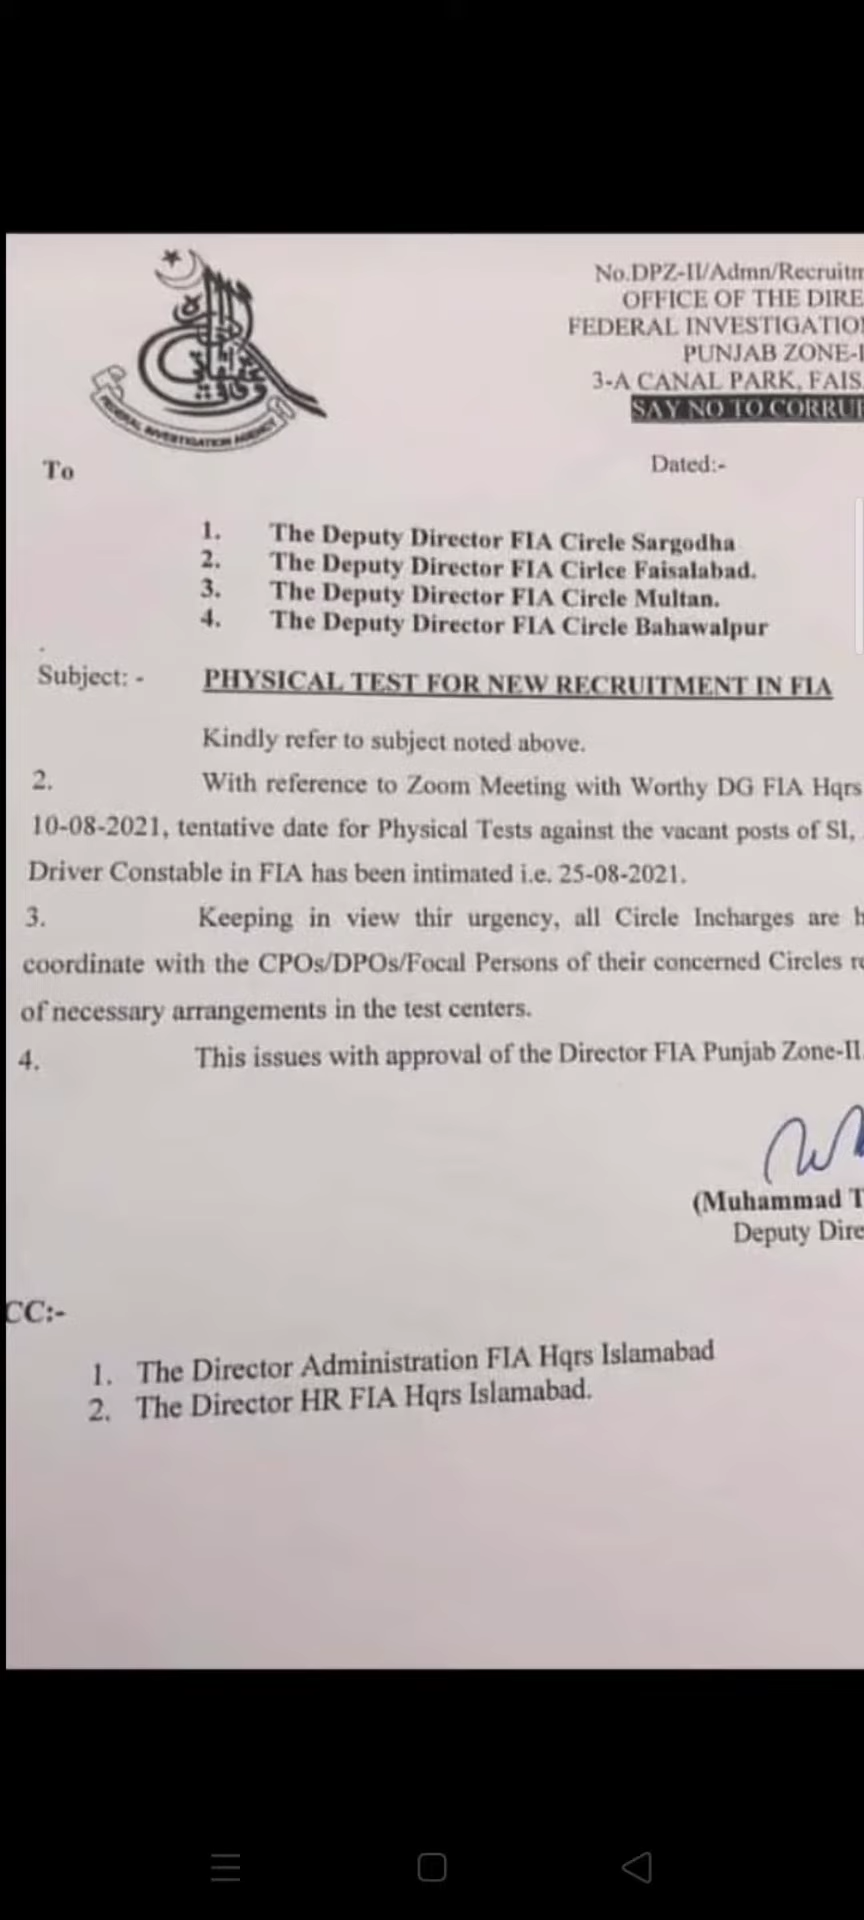 No.DPZ-II/Admn/Recruitm
OFFICE OF THE DIRE
FEDERAL INVESTIGATIO
PUNJAB ZONE-I
3-A CANAL PARK, FAIS
SAY NO TO CORRUP
FEDERAL INVESTIGATION AGENCY
To
Dated:-
1. The Deputy Director FIA Circle Sargodha
2. The Deputy Director FIA Cirlce Faisalabad.
3. The Deputy Director FIA Circle Multan.
4. The Deputy Director FIA Circle Bahawalpur
Subject: - PHYSICAL TEST FOR NEW RECRUITMENT IN FIA
Kindly refer to subject noted above.
2. With reference to Zoom Meeting with Worthy DG FIA Hqrs
10-08-2021, tentative date for Physical Tests against the vacant posts of SI,
Driver Constable in FIA has been intimated i.e. 25-08-2021.
3. Keeping in view thir urgency, all Circle Incharges are h
coordinate with the CPOs/DPOs/Focal Persons of their concerned Circles re
of necessary arrangements in the test centers.
4. This issues with approval of the Director FIA Punjab Zone-II
(Muhammad T
Deputy Dire
CC:-
1. The Director Administration FIA Hqrs Islamabad
2. The Director HR FIA Hqrs Islamabad.